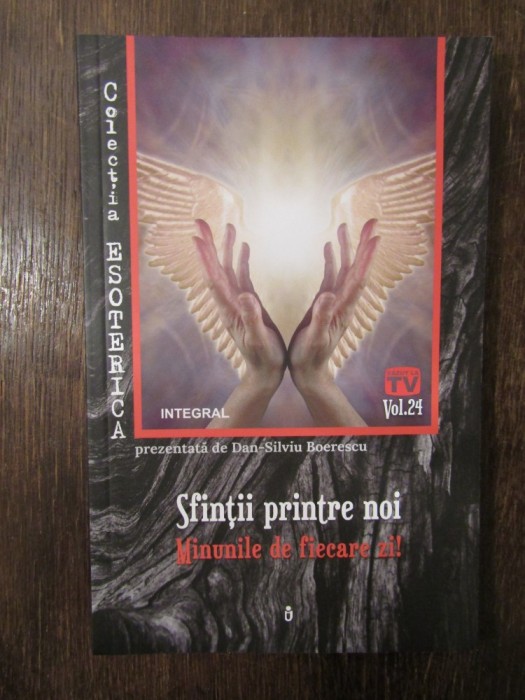 Colecția ESOTERICA
INTEGRAL
TV
Vol.24
prezentată de Dan-Silviu Boerescu
Sfinții printre noi
Minunile de fiecare zi!